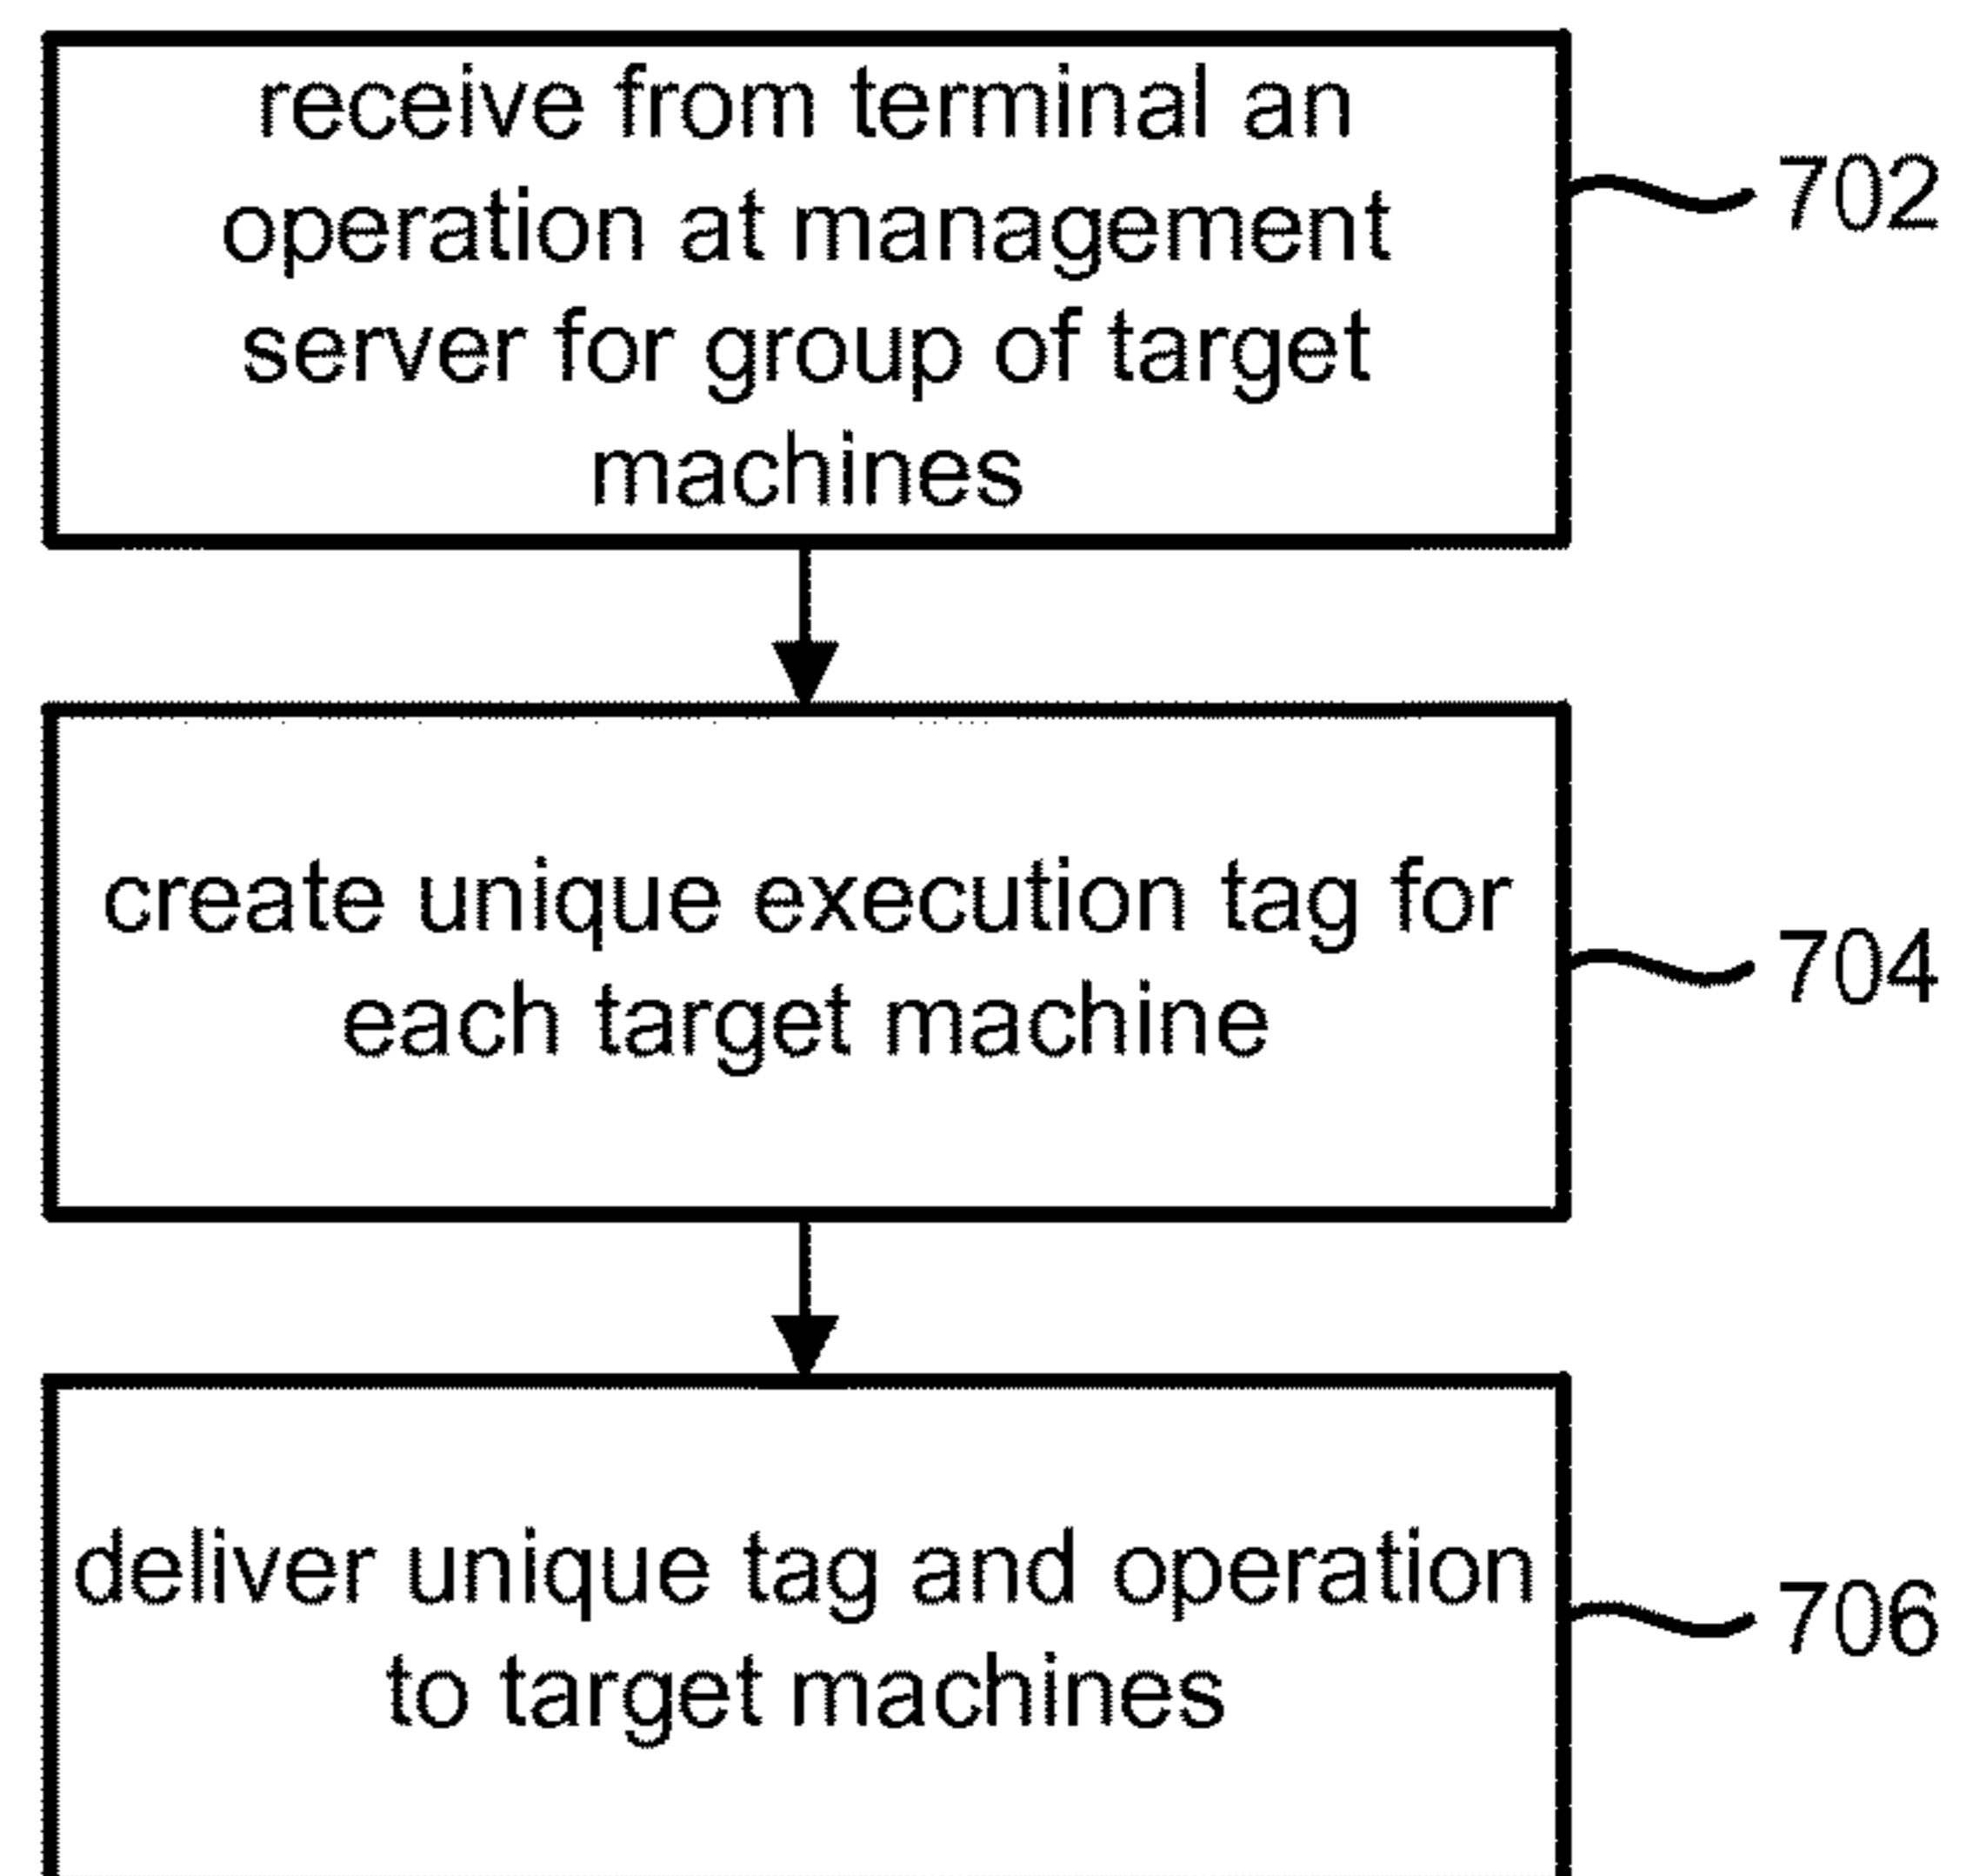 receive from terminal an
operation at management
server for group of target
machines
702
create unique execution tag for
each target machine
704
deliver unique tag and operation
to target machines
706